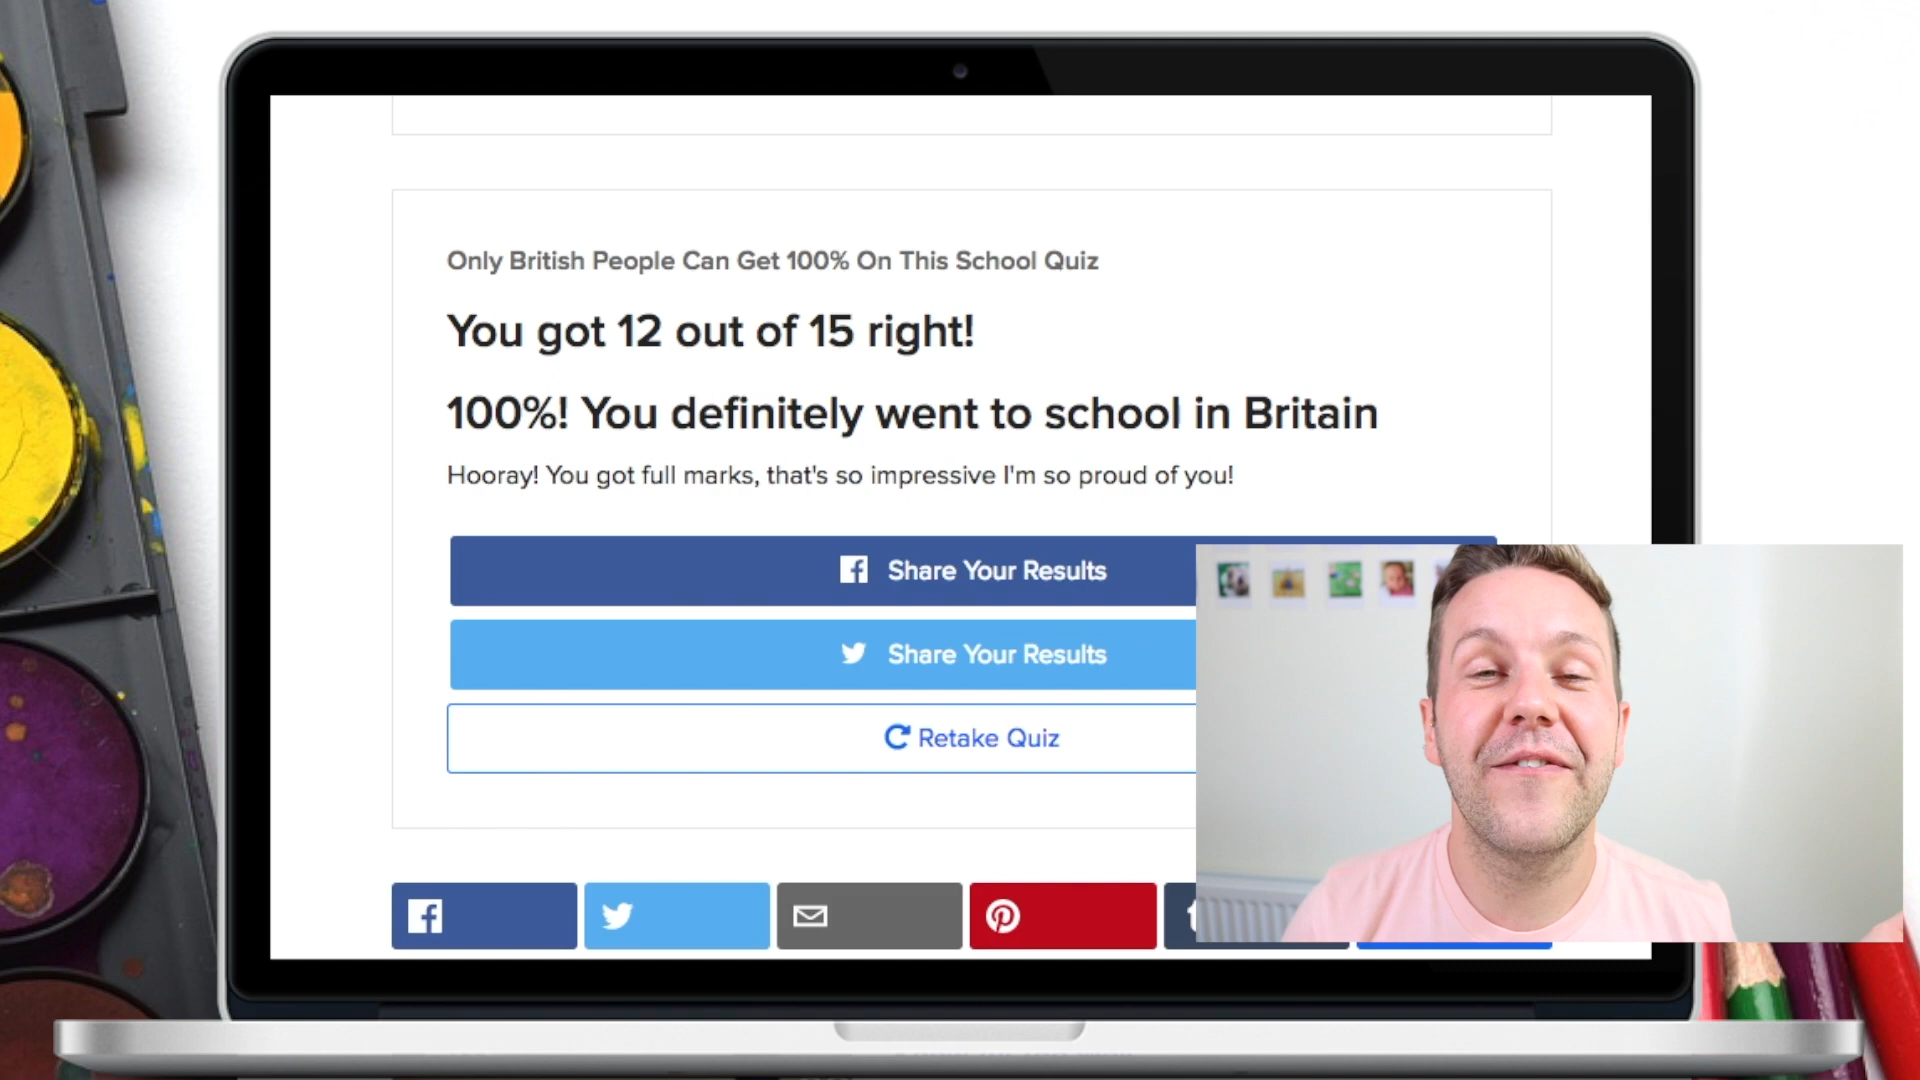 Only British People Can Get 100% On This School Quiz
You got 12 out of 15 right!
100%! You definitely went to school in Britain
Hooray! You got full marks, that's so impressive I'm so proud of you!
Share Your Results
Share Your Results
Retake Quiz